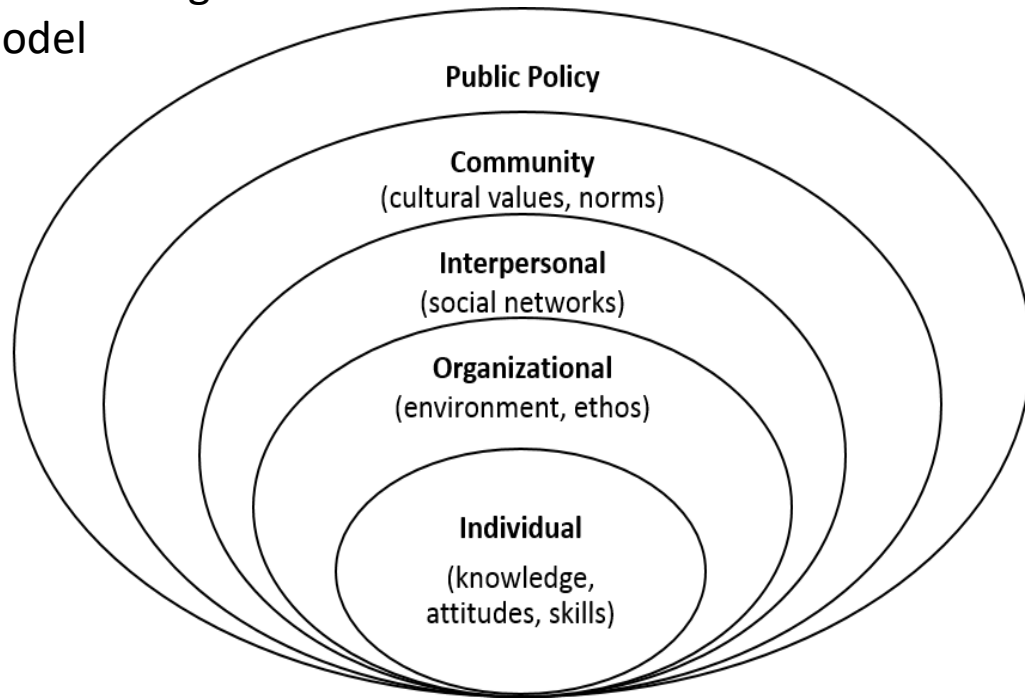 odel
Public Policy
Community
(cultural values, norms)
Interpersonal
(social networks)
Organizational
(environment, ethos)
Individual
(knowledge,
attitudes, skills)